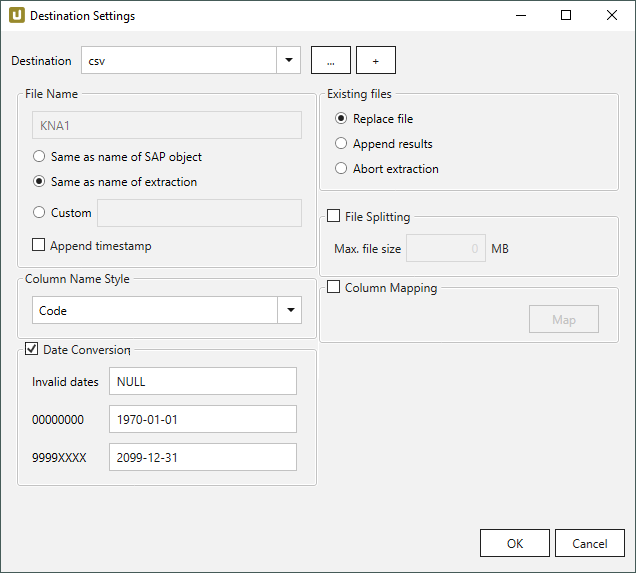 Destination Settings
Destination csv ... +
File Name
KNA1
Same as name of SAP object
Same as name of extraction
Custom
Append timestamp
Column Name Style
Code
Date Conversion
Invalid dates NULL
00000000 1970-01-01
9999XXXX 2099-12-31
Existing files
Replace file
Append results
Abort extraction
File Splitting
Max. file size 0 MB
Column Mapping
Map
OK Cancel